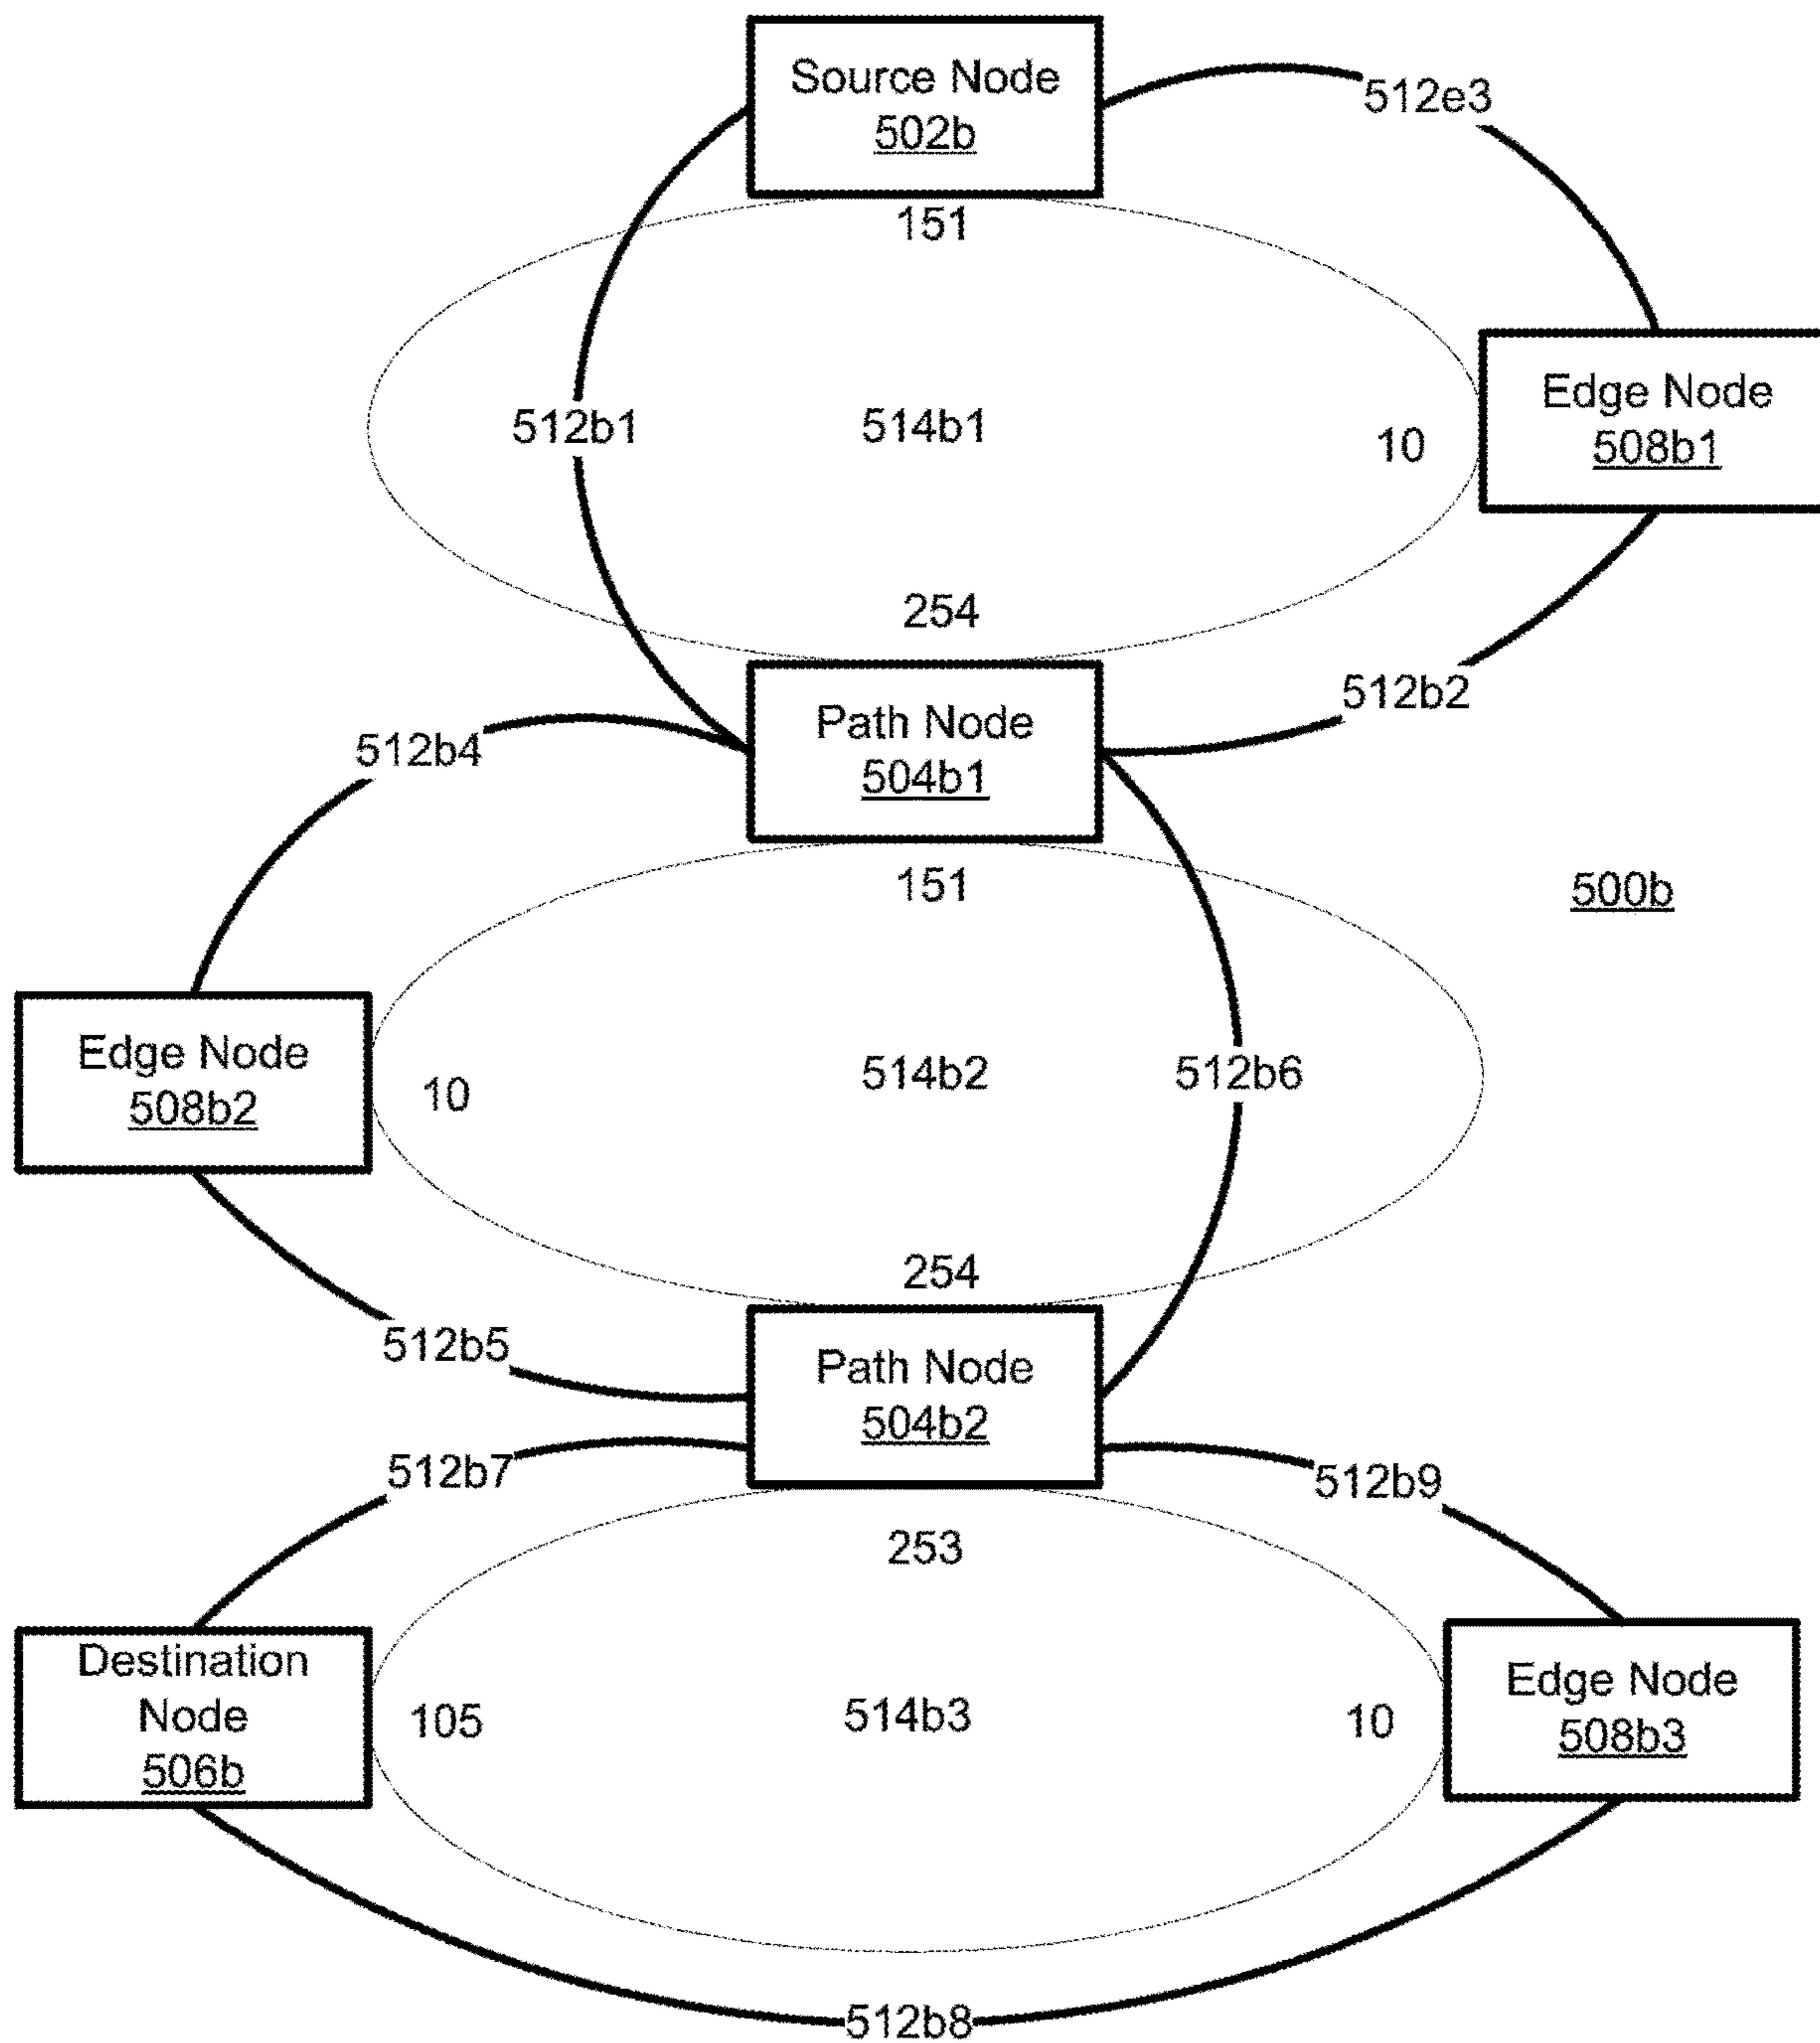 Source Node
502b
512e3
151
Edge Node
508b1
512b1
514b1
10
254
512b2
Path Node
504b1
512b4
151
500b
Edge Node
508b2
10
514b2
512b6
254
512b5
Path Node
504b2
512b7
512b9
253
Destination
Node
506b
105
514b3
10
Edge Node
508b3
512b8